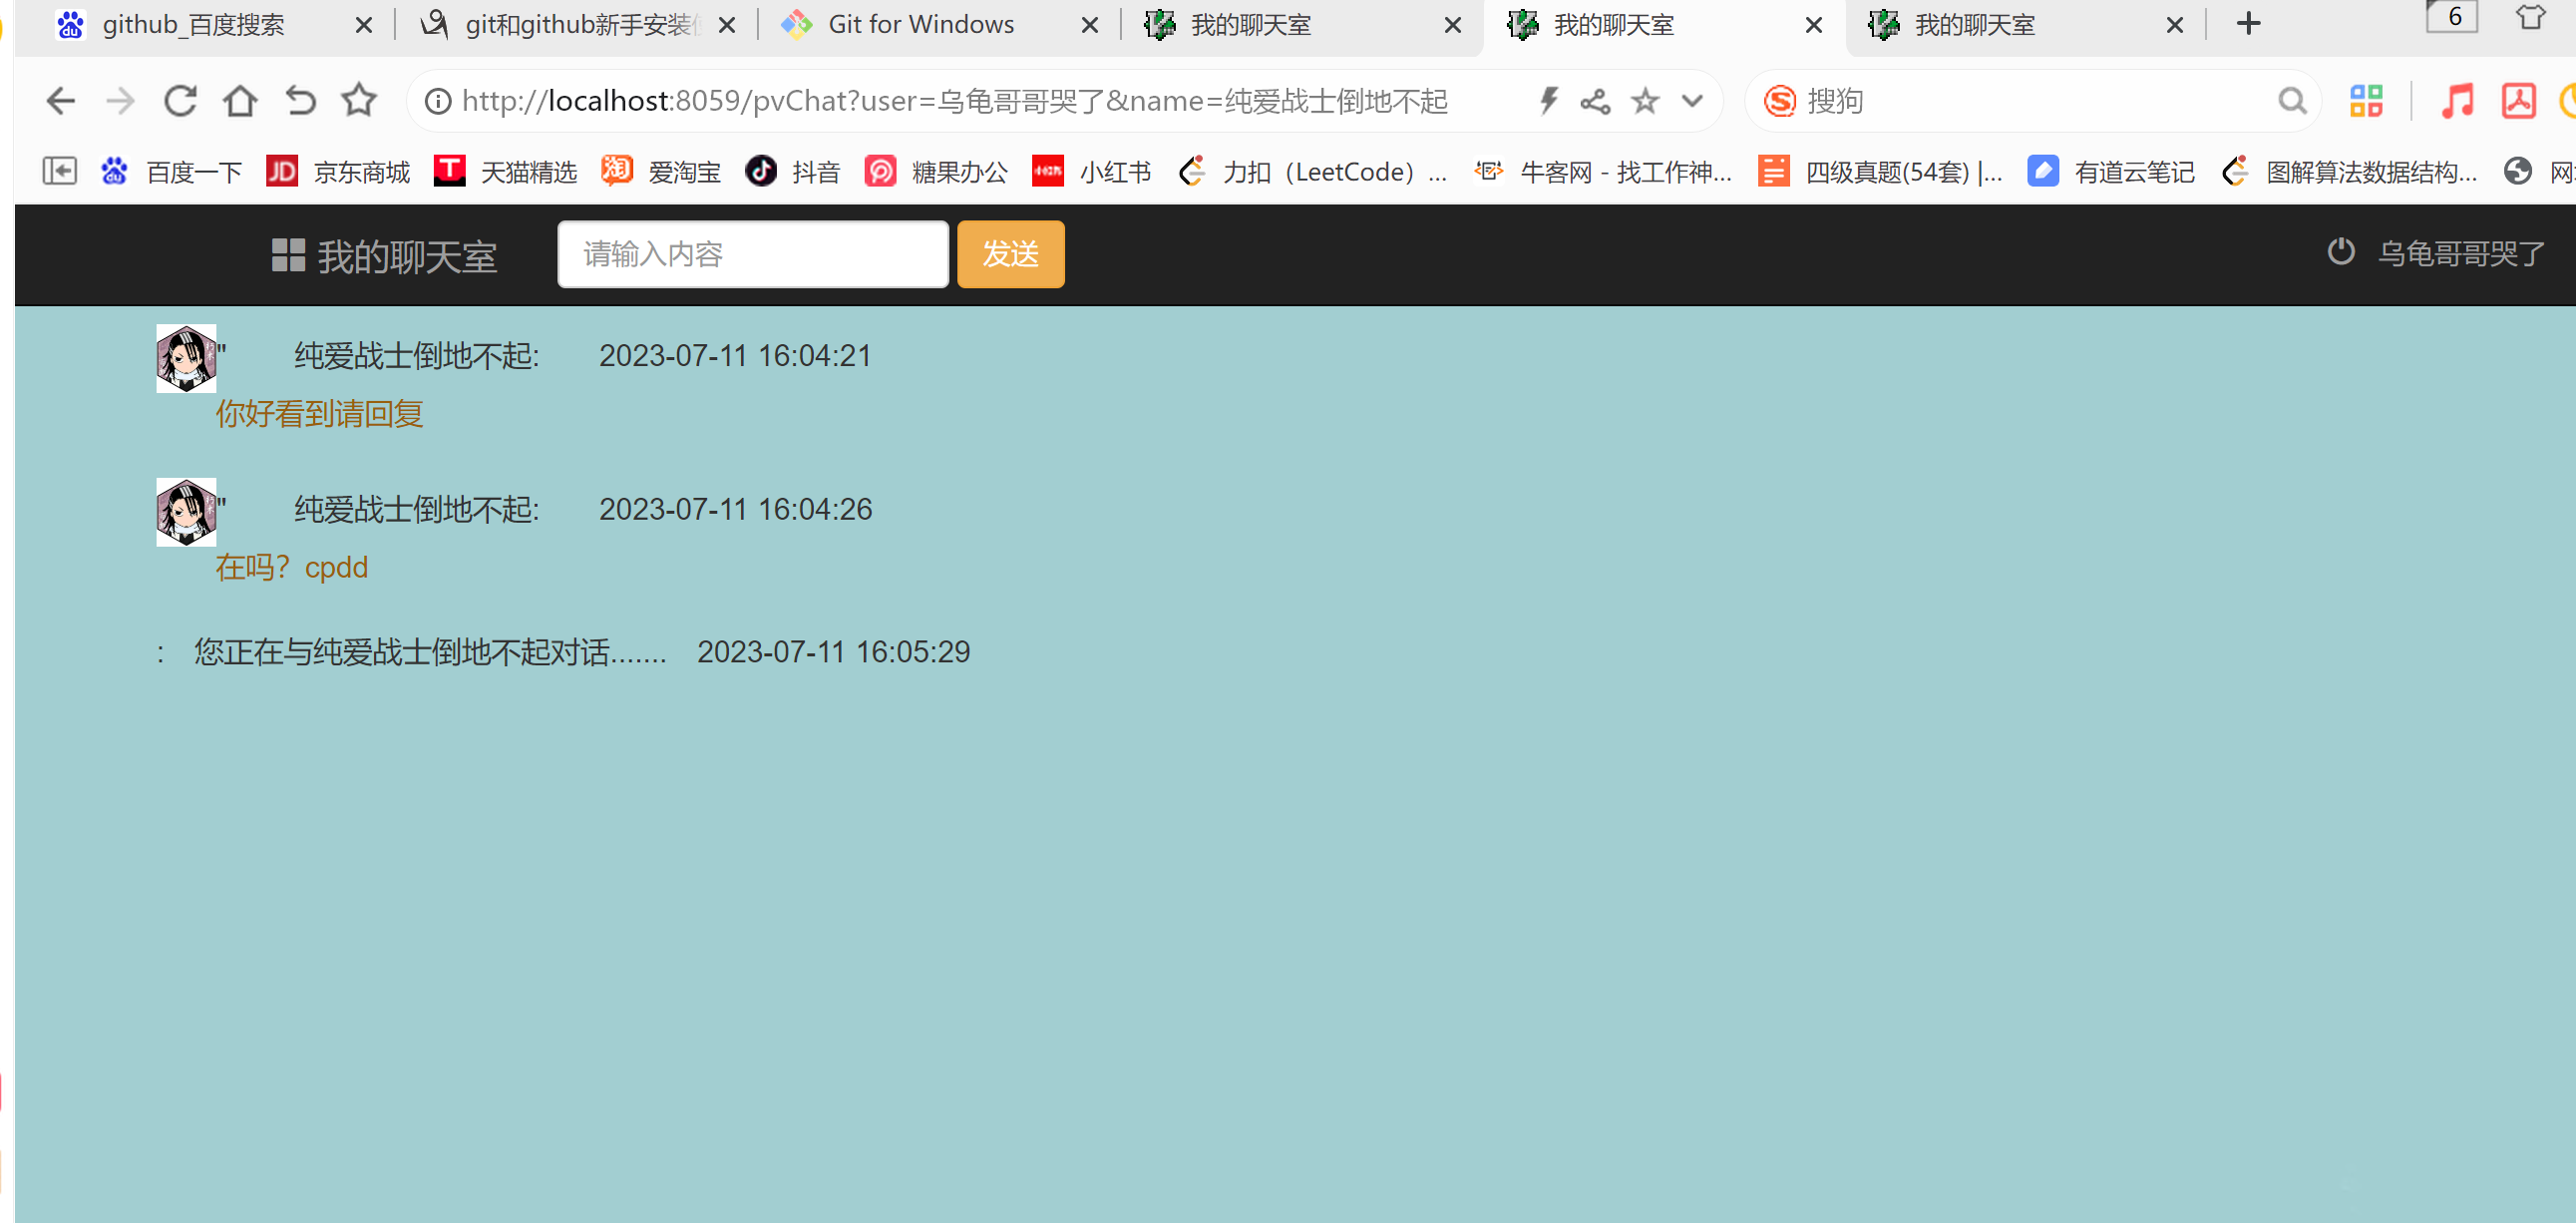 github_百度搜索
git和github新手安装
Git for Windows
我的聊天室
我的聊天室
我的聊天室
6
http://localhost:8059/pvChat?user=乌龟哥哥哭了&name=纯爱战士倒地不起
搜狗
百度一下
JD 京东商城
T 天猫精选
淘 爱淘宝
抖音
糖果办公
小红书 小红书
力扣（LeetCode）...
牛客网 - 找工作神...
四级真题(54套) |...
有道云笔记
图解算法数据结构...
我的聊天室
请输入内容
发送
乌龟哥哥哭了
" 纯爱战士倒地不起: 2023-07-11 16:04:21
你好看到请回复
" 纯爱战士倒地不起: 2023-07-11 16:04:26
在吗？cpdd
: 您正在与纯爱战士倒地不起对话....... 2023-07-11 16:05:29